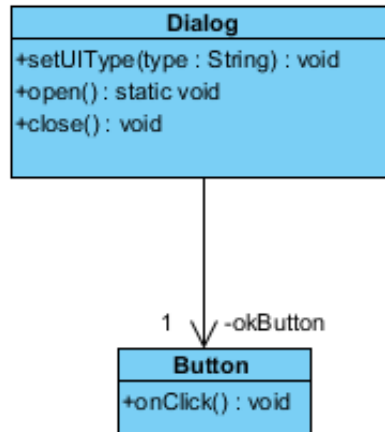 Dialog
+setUIType(type : String) : void
+open() : static void
+close() : void
1 -okButton
Button
+onClick() : void